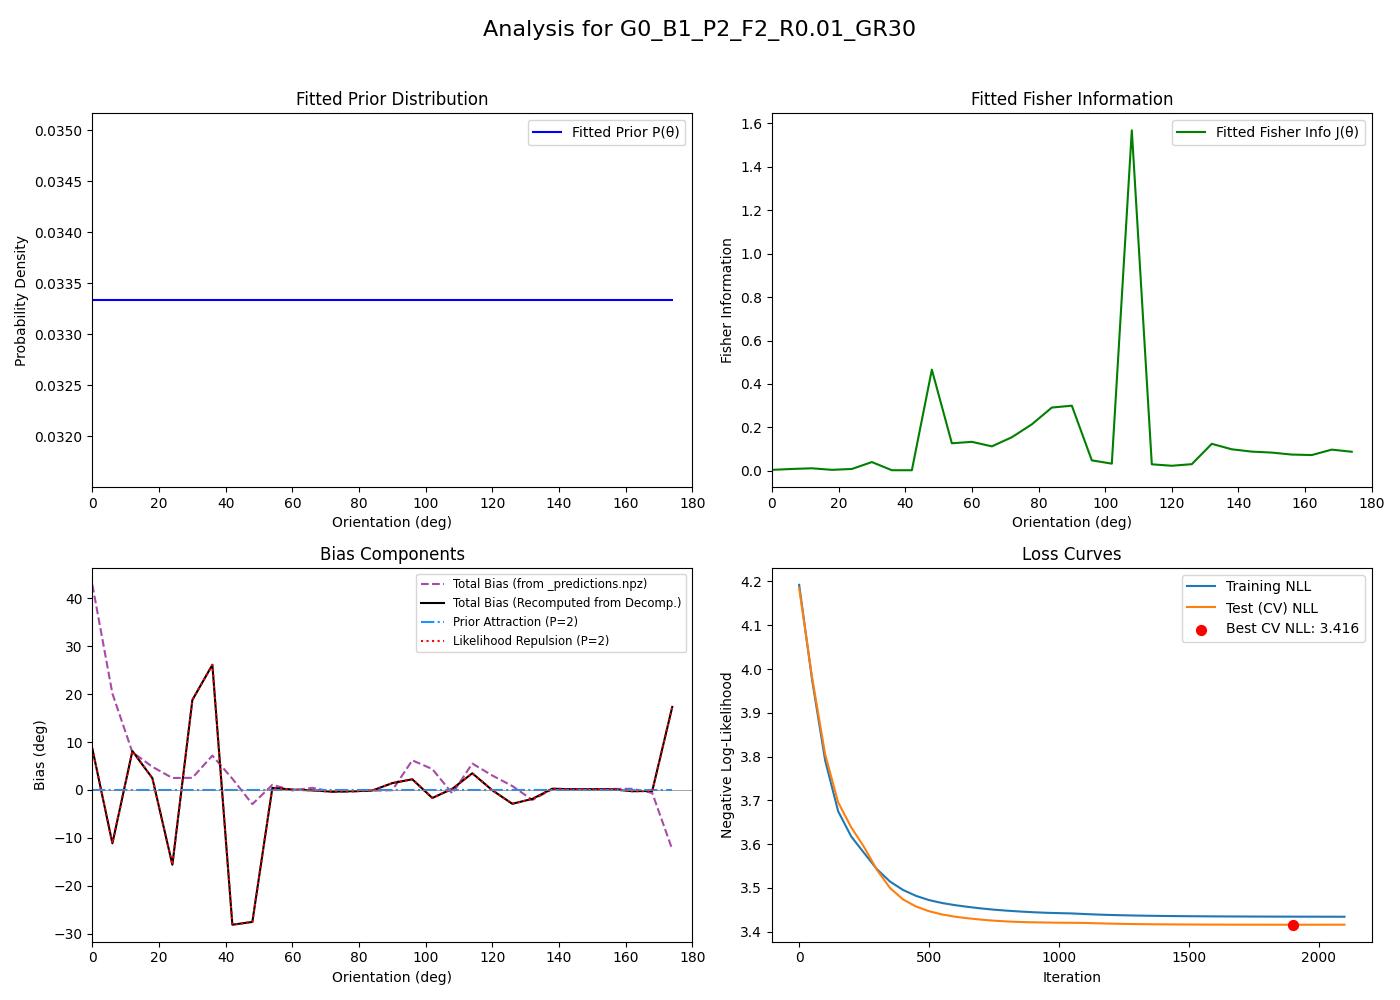 Analysis for G0_B1_P2_F2_R0.01_GR30
Fitted Prior Distribution
Fitted Prior P(θ)
0.0350
0.0345
0.0340
0.0335
0.0330
0.0325
0.0320
Probability Density
0 20 40 60 80 100 120 140 160 180
Orientation (deg)
Fitted Fisher Information
Fitted Fisher Info J(θ)
1.6
1.4
1.2
1.0
0.8
0.6
0.4
0.2
0.0
Fisher Information
0 20 40 60 80 100 120 140 160 180
Orientation (deg)
Bias Components
Total Bias (from _predictions.npz)
Total Bias (Recomputed from Decomp.)
Prior Attraction (P=2)
Likelihood Repulsion (P=2)
40
30
20
10
0
−10
−20
−30
Bias (deg)
0 20 40 60 80 100 120 140 160 180
Orientation (deg)
Loss Curves
Training NLL
Test (CV) NLL
Best CV NLL: 3.416
4.2
4.1
4.0
3.9
3.8
3.7
3.6
3.5
3.4
Negative Log-Likelihood
0 500 1000 1500 2000
Iteration